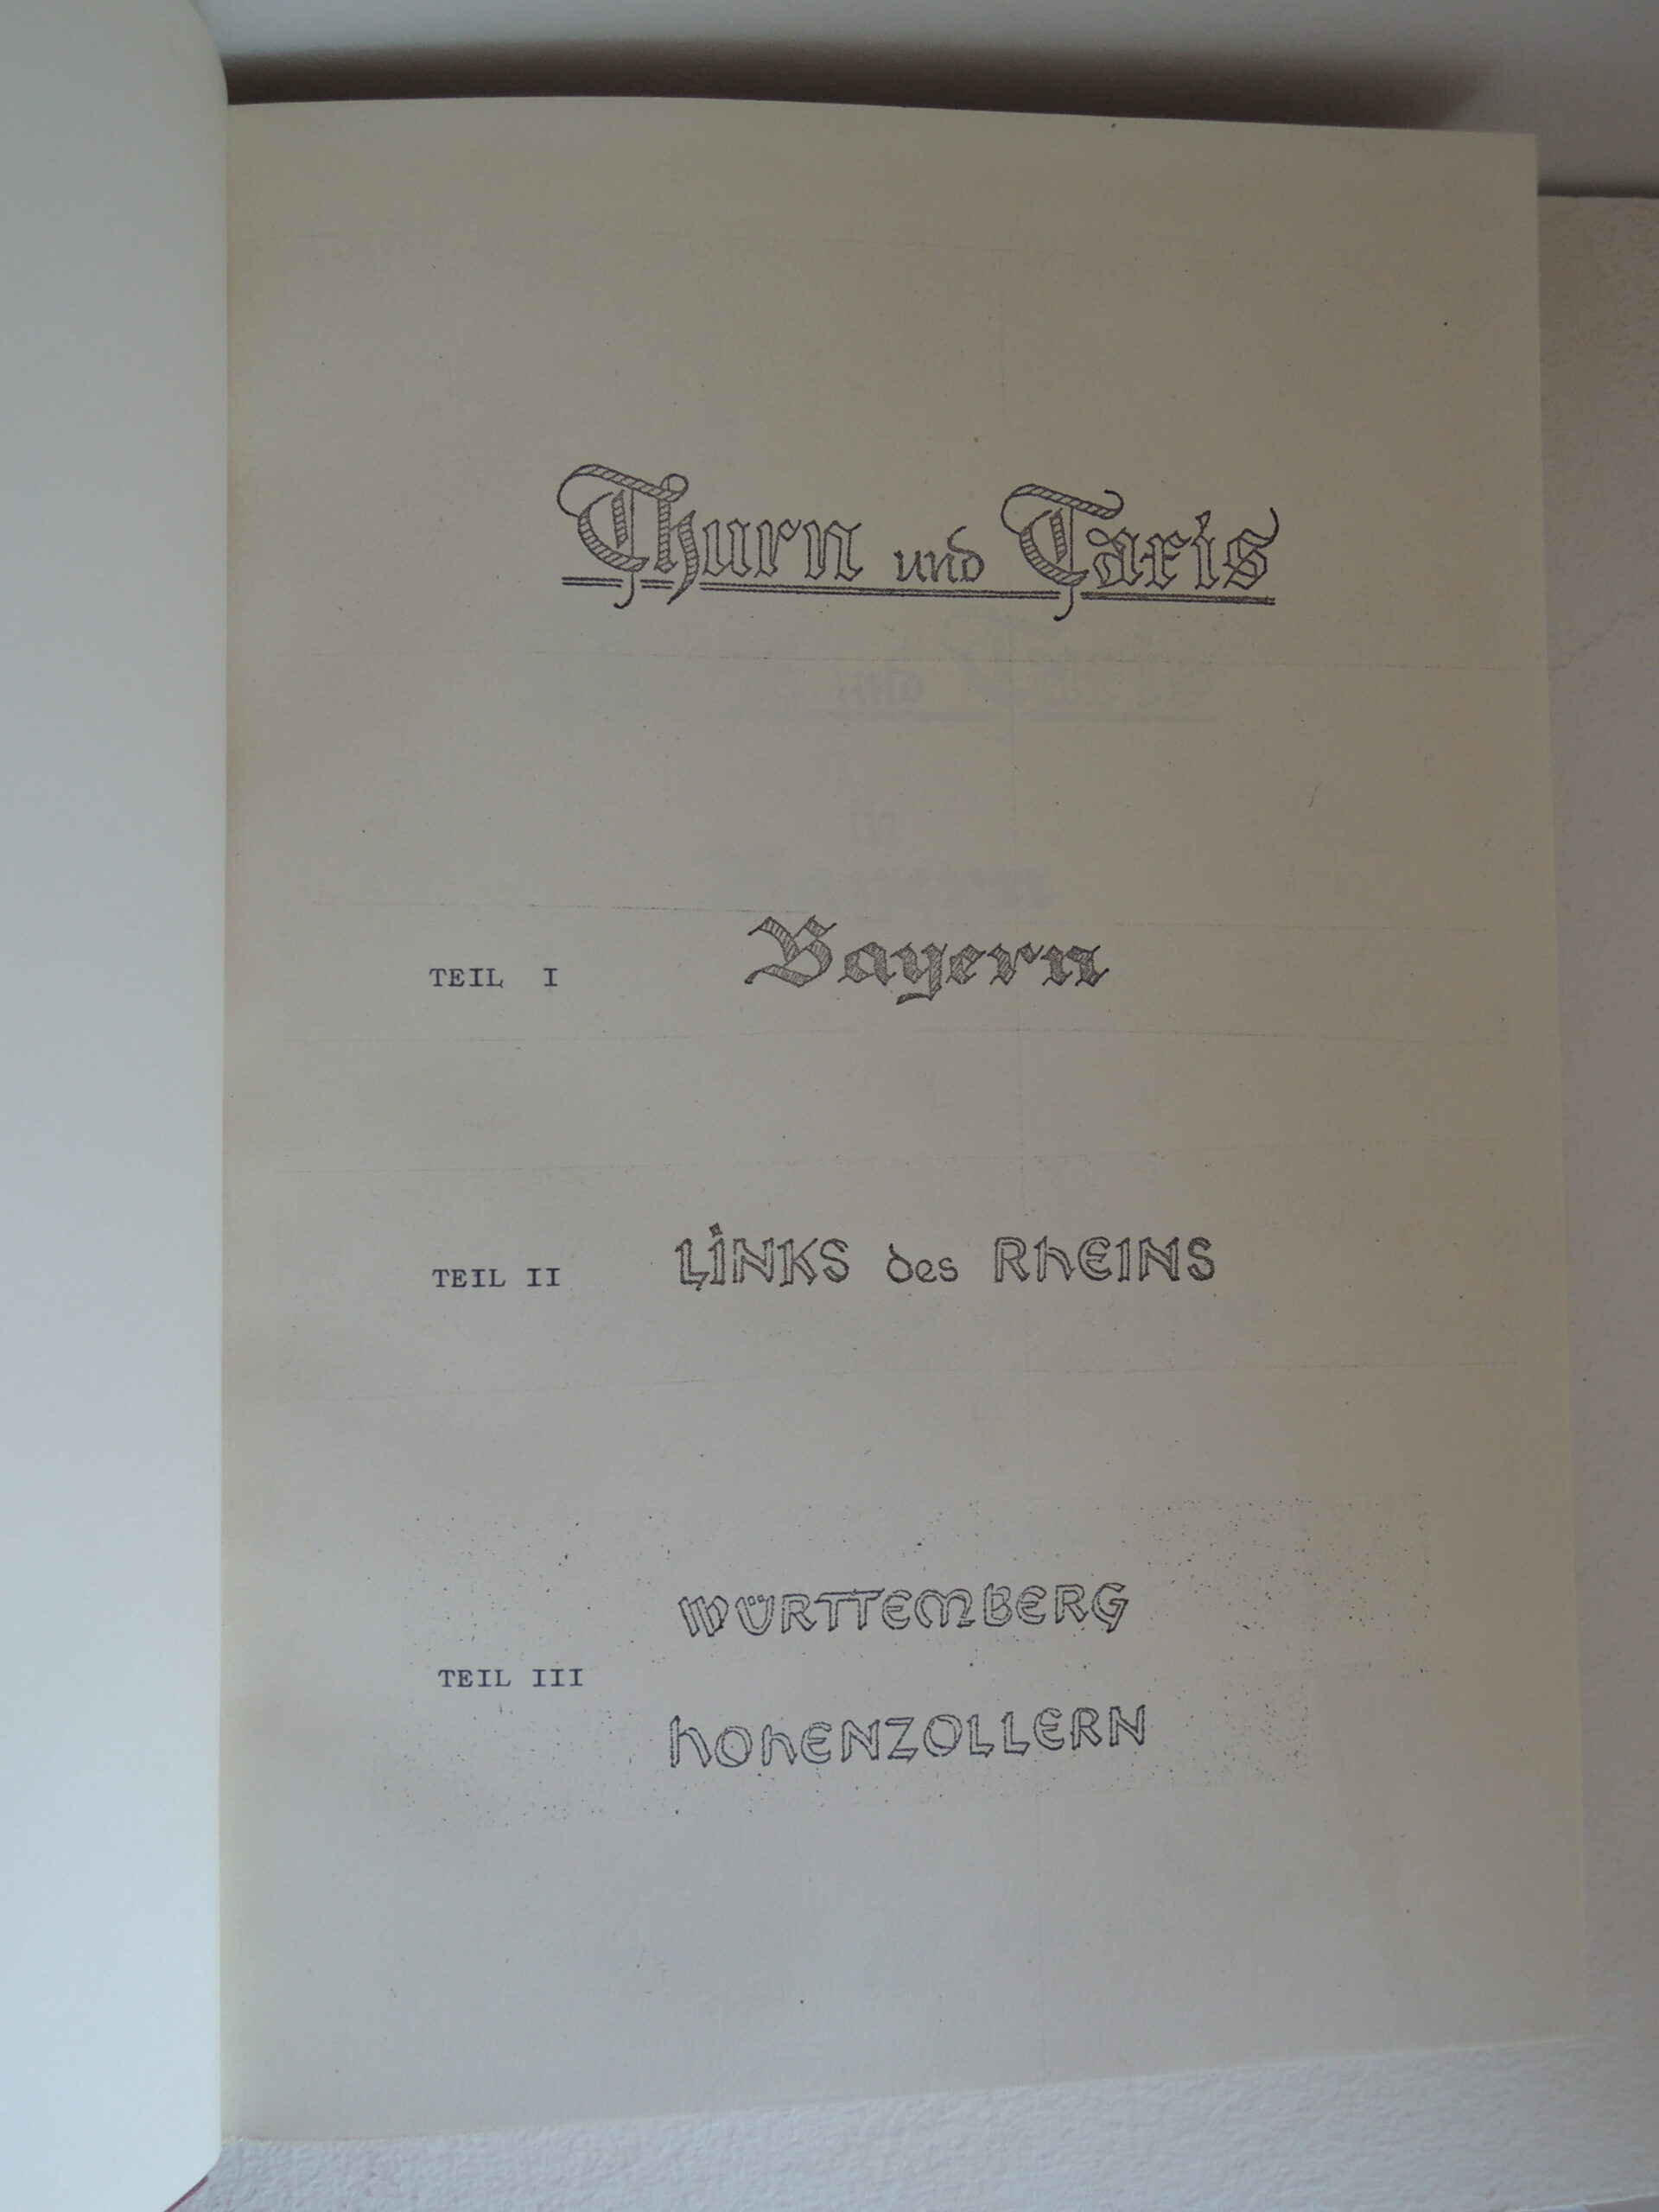 Thurn und Taxis
TEIL I Bayern
TEIL II LINKS des RHEINS
WÜRTTEMBERG
TEIL III
HOHENZOLLERN